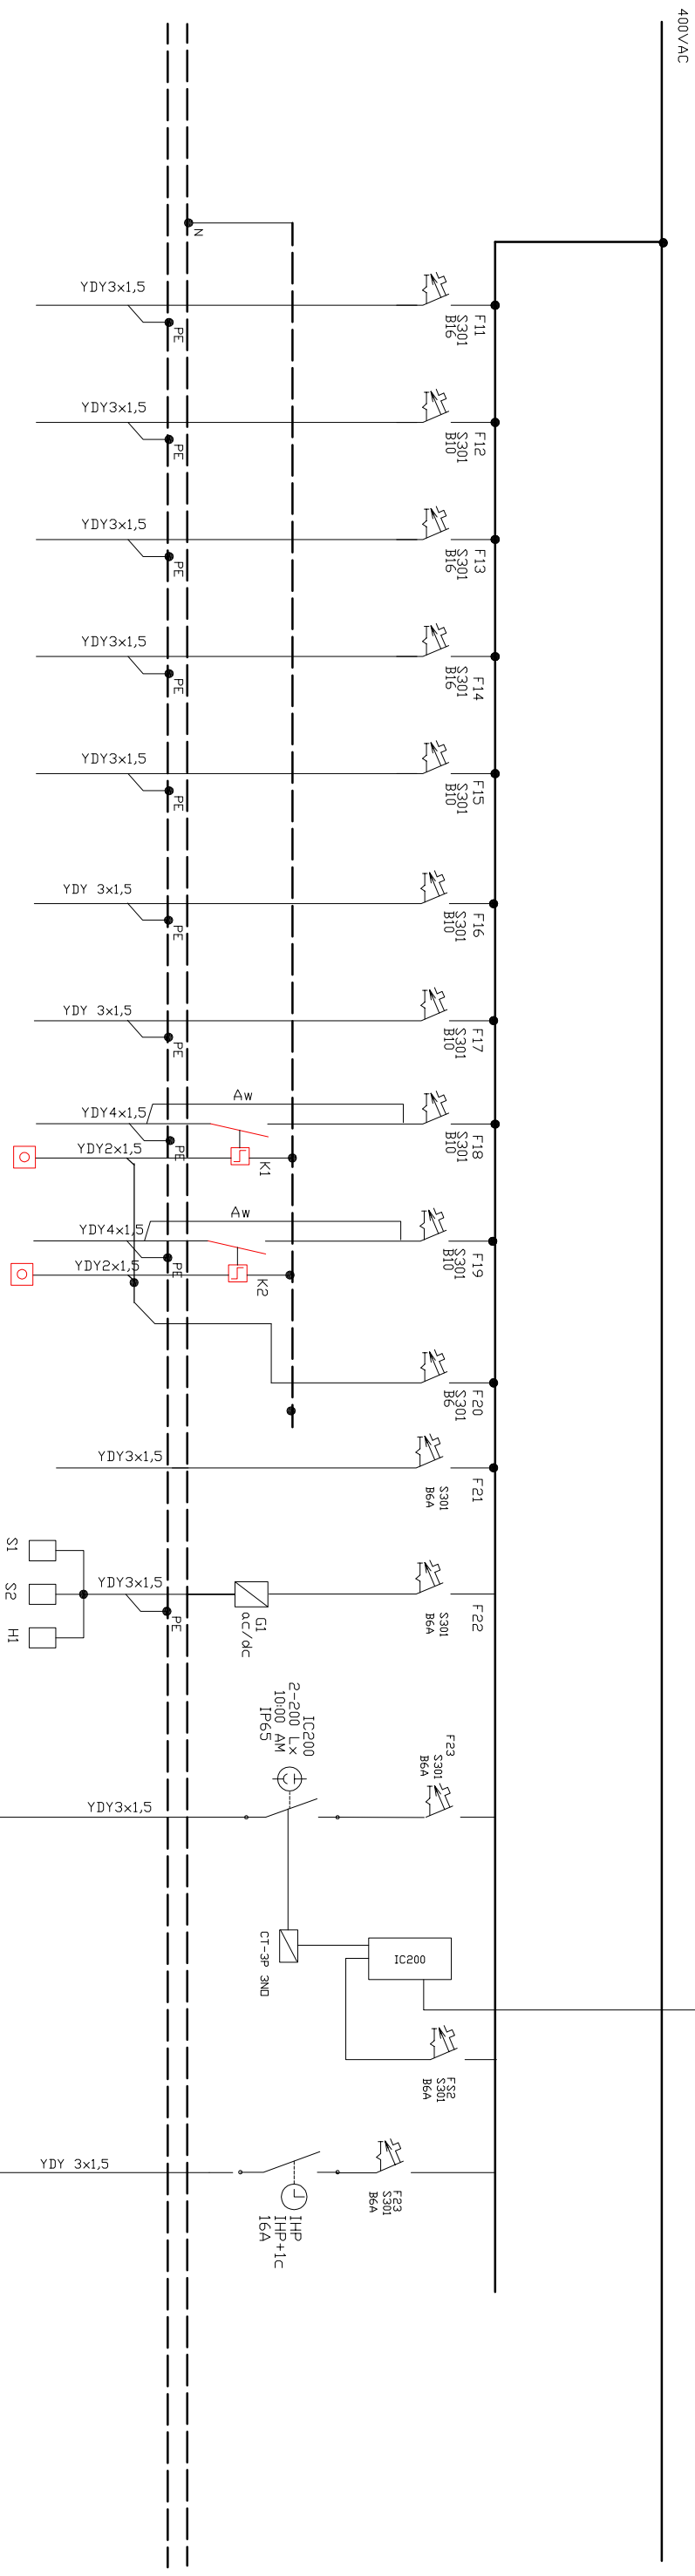 400VAC
N
YDY3x1,5
PE
F11
S301
B16
YDY3x1,5
PE
F12
S301
B10
YDY3x1,5
PE
F13
S301
B16
YDY3x1,5
PE
F14
S301
B16
YDY3x1,5
PE
F15
S301
B10
YDY 3x1,5
PE
F16
S301
B10
YDY 3x1,5
PE
F17
S301
B10
Aw
YDY4x1,5
PE
YDY2x1,5
K1
F18
S301
B10
Aw
YDY4x1,5
PE
YDY2x1,5
K2
F19
S301
B10
F20
S301
B6
YDY3x1,5
F21
S301
B6A
S1
S2
H1
YDY3x1,5
PE
G1
ac/dc
F22
S301
B6A
IC200
2-200 Lx
10:00 AM
IP65
F23
S301
B6A
YDY3x1,5
CT-3P 3NO
IC200
FS2
S301
B6A
YDY 3x1,5
F23
S301
B6A
IHP
IHP+1c
16A